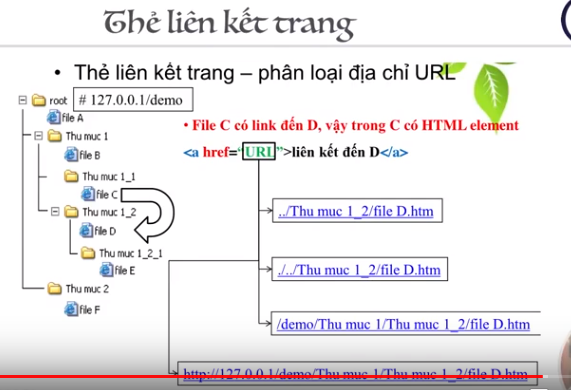 Thẻ liên kết trang
• Thẻ liên kết trang – phân loại địa chỉ URL
root
# 127.0.0.1/demo
file A
Thu muc 1
file B
Thu muc 1_1
file C
Thu muc 1_2
file D
Thu muc 1_2_1
file E
Thu muc 2
file F
• File C có link đến D, vậy trong C có HTML element
<a href="URL">liên kết đến D</a>
../Thu muc 1_2/file D.htm
./../Thu muc 1_2/file D.htm
/demo/Thu muc 1/Thu muc 1_2/file D.htm
http://127.0.0.1/demo/Thu muc 1/Thu muc 1_2/file D.htm